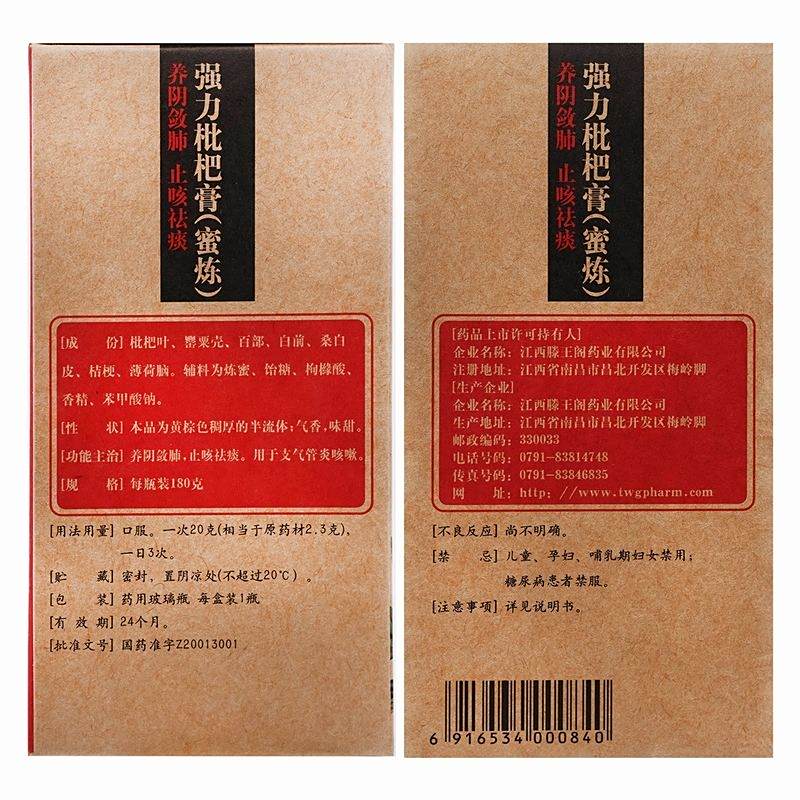 强力枇杷膏(蜜炼)
养阴敛肺 止咳祛痰
[成 份] 枇杷叶、罂粟壳、百部、白前、桑白
皮、桔梗、薄荷脑。辅料为炼蜜、饴糖、枸橼酸、
香精、苯甲酸钠。
[性 状] 本品为黄棕色稠厚的半流体;气香,味甜。
[功能主治] 养阴敛肺,止咳祛痰。用于支气管炎咳嗽。
[规 格] 每瓶装180克
[用法用量] 口服。一次20克(相当于原药材2.3克),
一日3次。
[贮 藏] 密封,置阴凉处(不超过20℃)。
[包 装] 药用玻璃瓶 每盒装1瓶
[有 效 期] 24个月。
[批准文号] 国药准字Z20013001
强力枇杷膏(蜜炼)
养阴敛肺 止咳祛痰
[药品上市许可持有人]
企业名称: 江西滕王阁药业有限公司
注册地址: 江西省南昌市昌北开发区梅岭脚
[生产企业]
企业名称: 江西滕王阁药业有限公司
生产地址: 江西省南昌市昌北开发区梅岭脚
邮政编码: 330033
电话号码: 0791-83814748
传真号码: 0791-83846835
网 址: http: //www.twgpharm.com
[不良反应] 尚不明确。
[禁 忌] 儿童、孕妇、哺乳期妇女禁用;
糖尿病患者禁服。
[注意事项] 详见说明书。
6 916534 000840